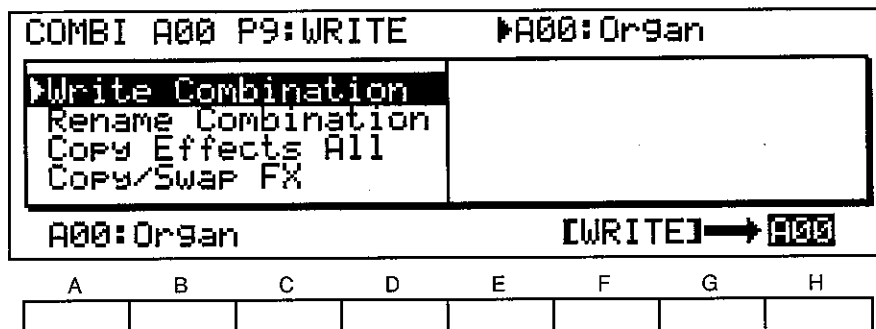 COMBI A00 P9:WRITE ▶A00:Organ
▶Write Combination
Rename Combination
Copy Effects All
Copy/Swap FX
A00:Organ [WRITE]→A00
A B C D E F G H